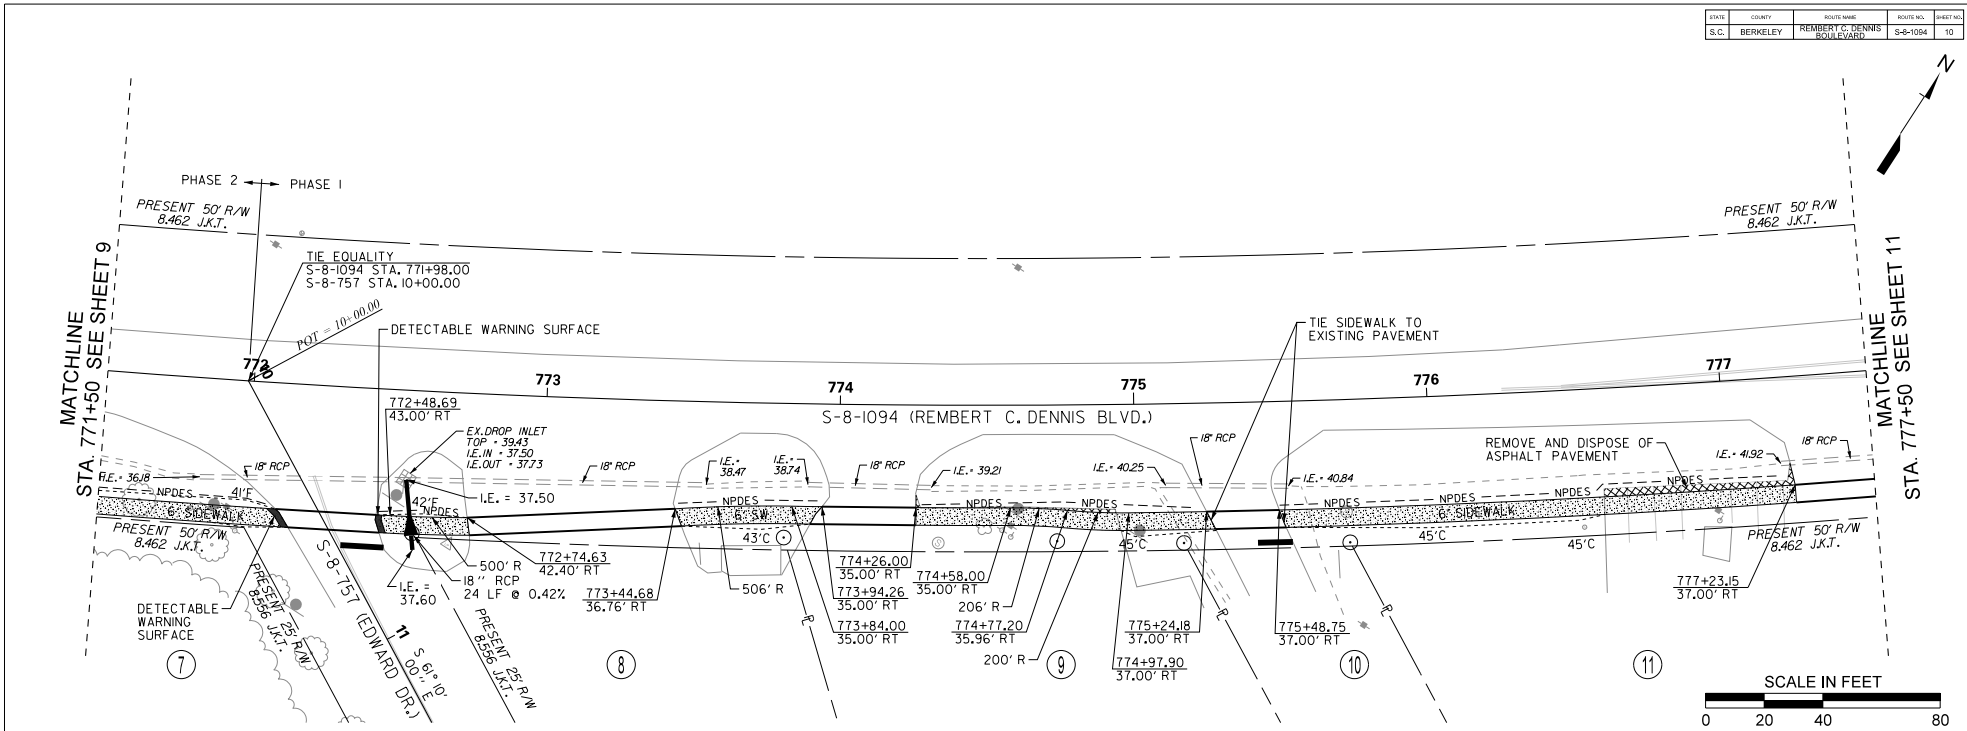 STATE COUNTY ROUTE NAME ROUTE NO. SHEET NO.
S.C. BERKELEY REMBERT C. DENNIS BOULEVARD S-8-1094 10
N
PHASE 2 PHASE 1
PRESENT 50' R/W
8.462 J.K.T.
PRESENT 50' R/W
8.462 J.K.T.
MATCHLINE
STA. 771+50 SEE SHEET 9
MATCHLINE
STA. 777+50 SEE SHEET 11
TIE EQUALITY
S-8-1094 STA. 771+98.00
S-8-757 STA. 10+00.00
POT = 10+00.00
DETECTABLE WARNING SURFACE
TIE SIDEWALK TO
EXISTING PAVEMENT
772
10
773
774
775
776
777
S-8-1094 (REMBERT C. DENNIS BLVD.)
772+48.69
43.00' RT
EX.DROP INLET
TOP = 39.43
I.E.IN = 37.50
I.E.OUT = 37.73
I.E. = 37.50
REMOVE AND DISPOSE OF
ASPHALT PAVEMENT
I.E.= 36.18
18" RCP
18" RCP
I.E.=
38.47
I.E.=
38.74
18" RCP
I.E.= 39.21
I.E.= 40.25
18" RCP
I.E.= 40.84
I.E.= 41.92
18" RCP
NPDES
41'F
6' SIDEWALK
42'F
NPDES
NPDES
6' SW
NPDES
NPDES
NPDES
NPDES
NPDES
NPDES
6' SIDEWALK
43'C
45'C
45'C
45'C
PRESENT 50' R/W
8.462 J.K.T.
PRESENT 50' R/W
8.462 J.K.T.
PRESENT 25' R/W
8.556 J.K.T.
PRESENT 25' R/W
8.556 J.K.T.
S-8-757 (EDWARD DR.)
11
S 61° 10'
00" E
DETECTABLE
WARNING
SURFACE
I.E. =
37.60
500' R
18'' RCP
24 LF @ 0.42%
772+74.63
42.40' RT
773+44.68
36.76' RT
506' R
774+26.00
35.00' RT
773+94.26
35.00' RT
773+84.00
35.00' RT
774+58.00
35.00' RT
206' R
774+77.20
35.96' RT
200' R
775+24.18
37.00' RT
774+97.90
37.00' RT
775+48.75
37.00' RT
777+23.15
37.00' RT
7
8
9
10
11
SCALE IN FEET
0 20 40 80